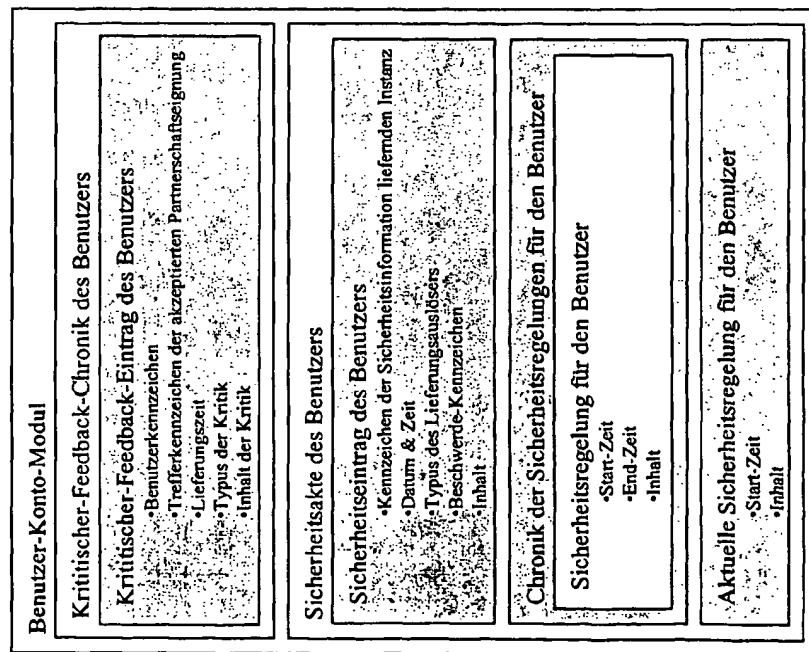 Benutzer-Konto-Modul
Krititischer-Feedback-Chronik des Benutzers
Krititischer-Feedback-Eintrag des Benutzers
•Benutzerkennzeichen
•Trefferkennzeichen der akzeptierten Partnerschaftseignung
•Lieferungszeit
•Typus der Kritik
•Inhalt der Kritik
Sicherheitsakte des Benutzers
Sicherheitseintrag des Benutzers
•Kennzeichen der Sicherheitsinformation liefernden Instanz
•Datum & Zeit
•Typus des Lieferungsauslösers
•Beschwerde-Kennzeichen
•Inhalt
Chronik der Sicherheitsregelungen für den Benutzer
Sicherheitsregelung für den Benutzer
•Start-Zeit
•End-Zeit
•Inhalt
Aktuelle Sicherheitsregelung für den Benutzer
•Start-Zeit
•Inhalt